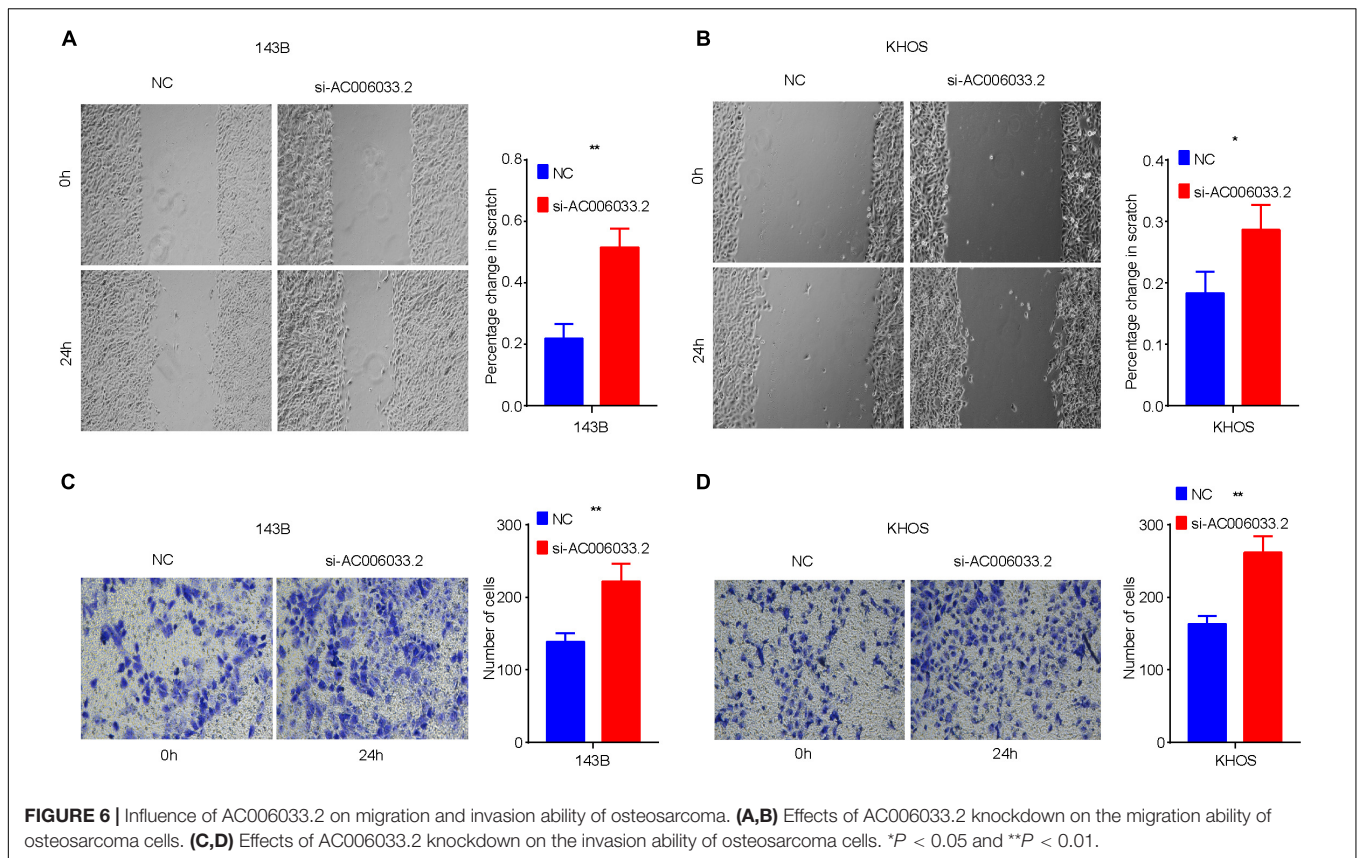 A
143B
NC
si-AC006033.2
0h
24h
Percentage change in scratch
0.8
0.6
0.4
0.2
0.0
**
NC
si-AC006033.2
143B
B
KHOS
NC
si-AC006033.2
0h
24h
Percentage change in scratch
0.4
0.3
0.2
0.1
0.0
*
NC
si-AC006033.2
KHOS
C
143B
NC
si-AC006033.2
0h
24h
Number of cells
300
200
100
0
NC
**
si-AC006033.2
143B
D
KHOS
NC
si-AC006033.2
0h
24h
Number of cells
300
200
100
0
NC
**
si-AC006033.2
KHOS
FIGURE 6 | Influence of AC006033.2 on migration and invasion ability of osteosarcoma. (A,B) Effects of AC006033.2 knockdown on the migration ability of
osteosarcoma cells. (C,D) Effects of AC006033.2 knockdown on the invasion ability of osteosarcoma cells. *P < 0.05 and **P < 0.01.